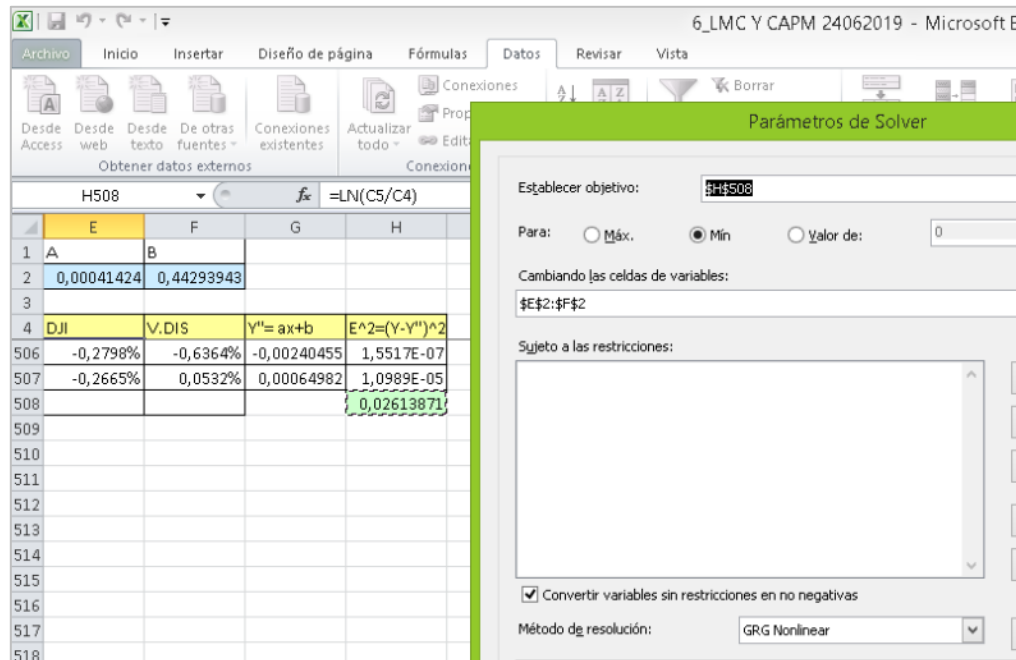 6_LMC Y CAPM 24062019 - Microsoft E
Archivo Inicio Insertar Diseño de página Fórmulas Datos Revisar Vista
Desde Access
Desde web
Desde texto
De otras fuentes
Conexiones existentes
Actualizar todo
Conexiones
Prop
Edit
Borrar
Obtener datos externos
Conexion
H508 fx =LN(C5/C4)
E F G H
1 A B
2 0,00041424 0,44293943
3
4 DJI V.DIS Y"= ax+b E^2=(Y-Y")^2
506 -0,2798% -0,6364% -0,00240455 1,5517E-07
507 -0,2665% 0,0532% 0,00064982 1,0989E-05
508 0,02613871
509
510
511
512
513
514
515
516
517
518
Parámetros de Solver
Establecer objetivo: $H$508
Para: Máx. Mín Valor de: 0
Cambiando las celdas de variables:
$E$2:$F$2
Sujeto a las restricciones:
Convertir variables sin restricciones en no negativas
Método de resolución: GRG Nonlinear